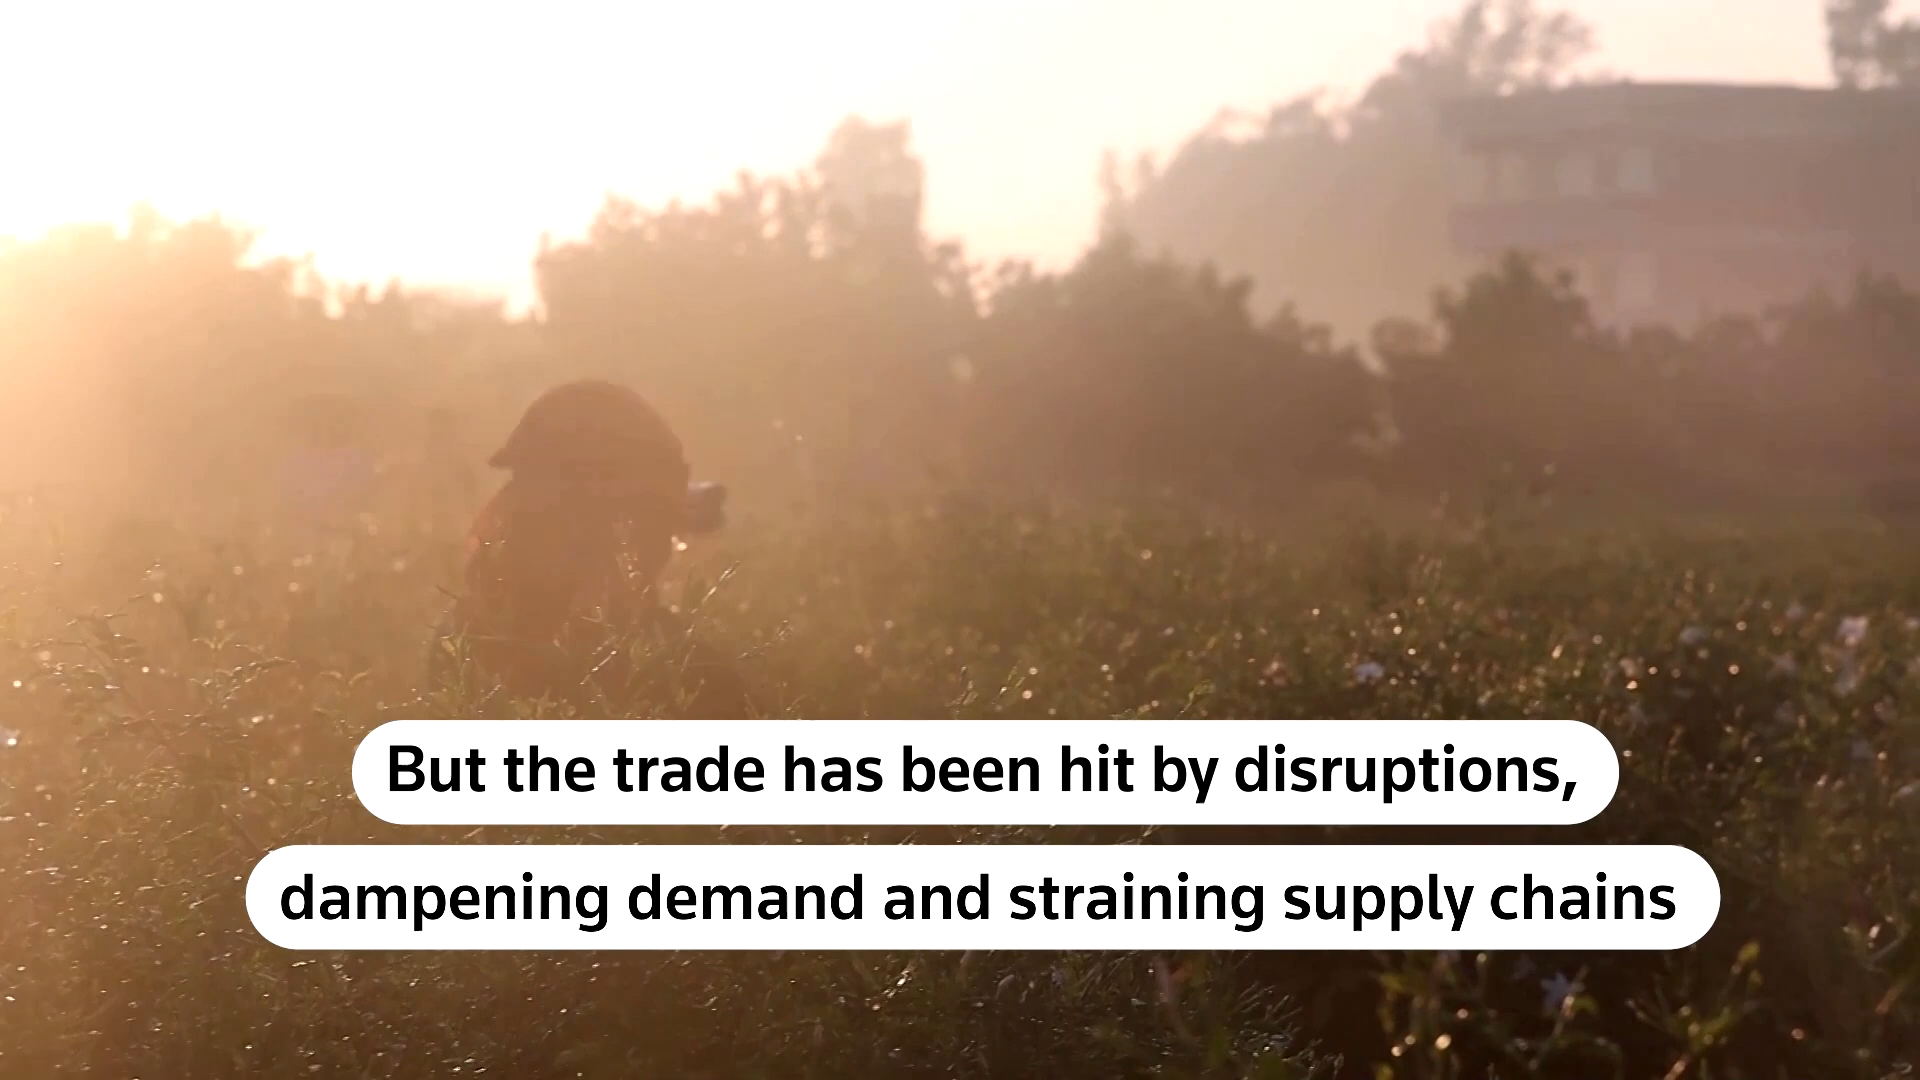 But the trade has been hit by disruptions,
dampening demand and straining supply chains